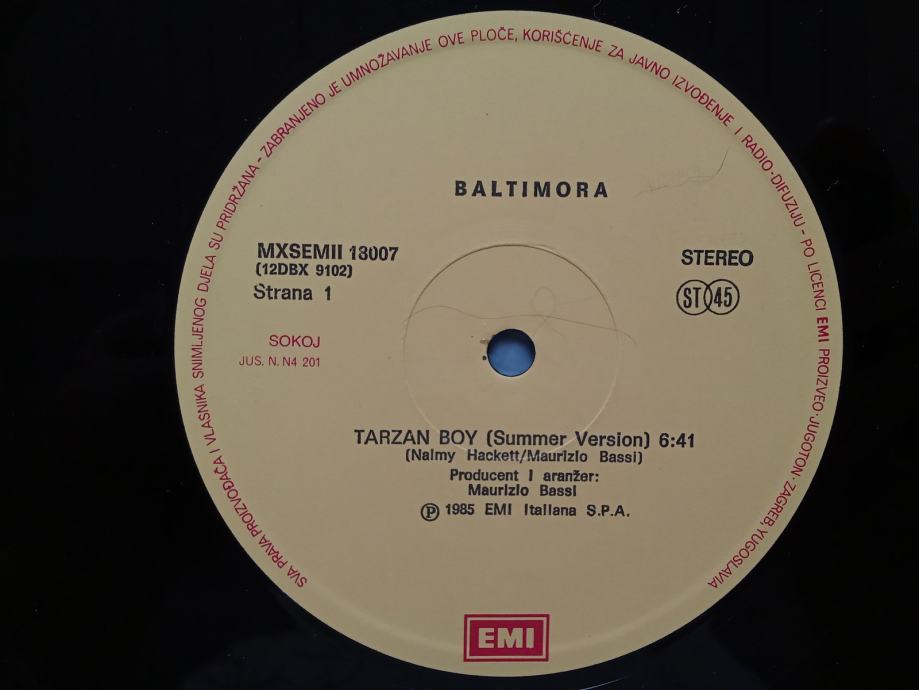 SVA PRAVA PROIZVOĐAČA I VLASNIKA SNIMLJENOG DJELA SU PRIDRŽANA - ZABRANJENO JE UMNOŽAVANJE OVE PLOČE, KORIŠĆENJE ZA JAVNO IZVOĐENJE I RADIO-DIFUZIJU - PO LICENCI EMI PROIZVEO-JUGOTON-ZAGREB, YUGOSLAVIA
BALTIMORA
MXSEMII 13007
(12DBX 9102)
Strana 1
STEREO
ST 45
SOKOJ
JUS. N. N4 201
TARZAN BOY (Summer Version) 6:41
(Naimy Hackett/Maurizio Bassi)
Producent i aranžer:
Maurizio Bassi
Ⓟ 1985 EMI Italiana S.P.A.
EMI